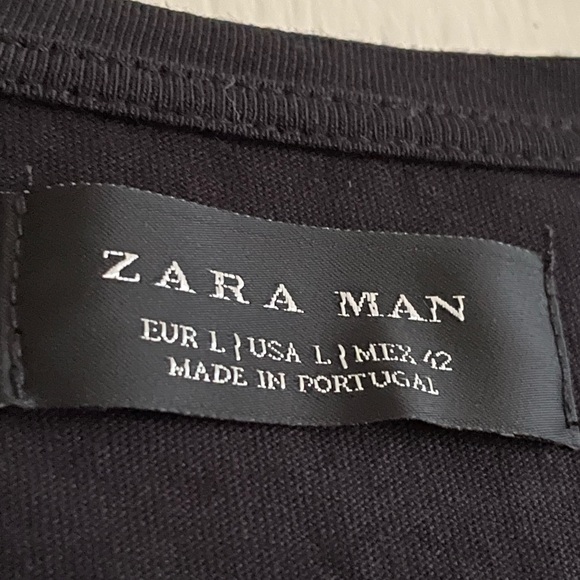 ZARA MAN
EUR L | USA L | MEX 42
MADE IN PORTUGAL